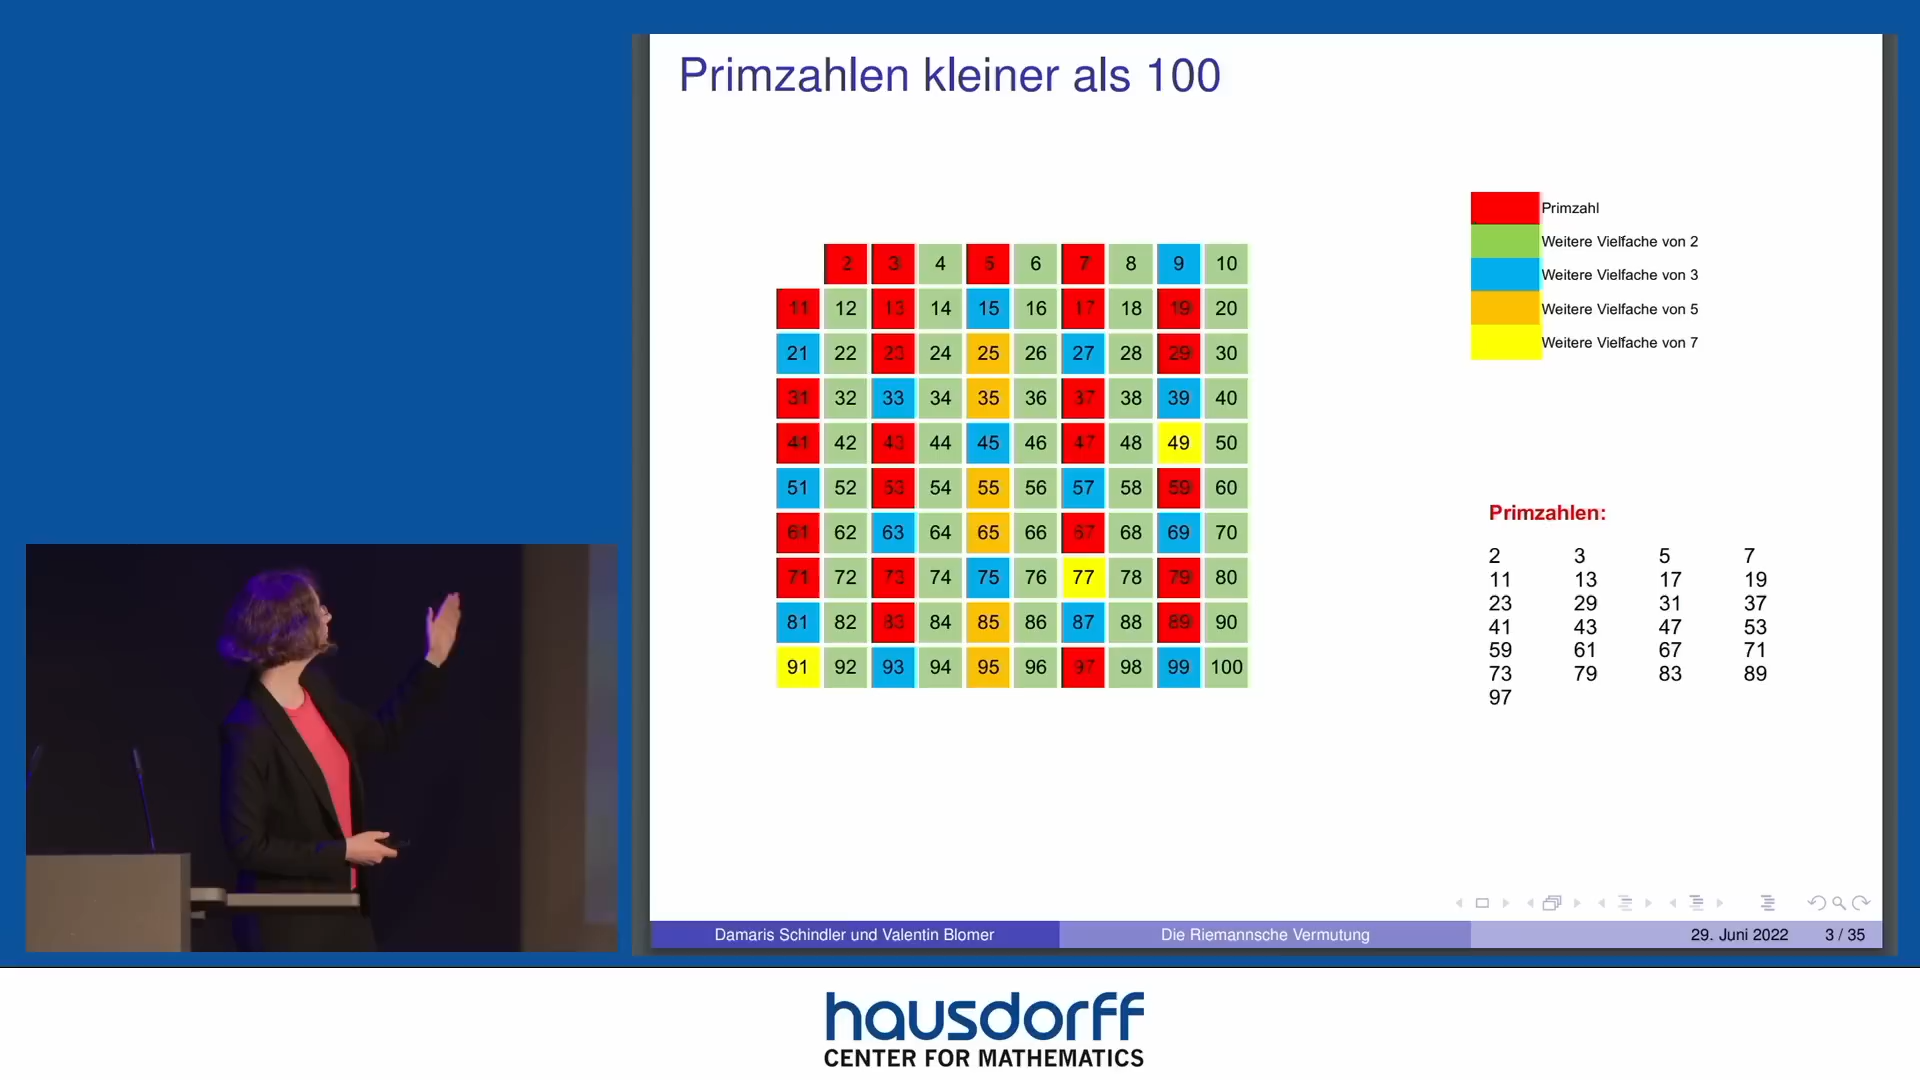 Primzahlen kleiner als 100
2 3 4 5 6 7 8 9 10
11 12 13 14 15 16 17 18 19 20
21 22 23 24 25 26 27 28 29 30
31 32 33 34 35 36 37 38 39 40
41 42 43 44 45 46 47 48 49 50
51 52 53 54 55 56 57 58 59 60
61 62 63 64 65 66 67 68 69 70
71 72 73 74 75 76 77 78 79 80
81 82 83 84 85 86 87 88 89 90
91 92 93 94 95 96 97 98 99 100
Primzahl
Weitere Vielfache von 2
Weitere Vielfache von 3
Weitere Vielfache von 5
Weitere Vielfache von 7
Primzahlen:
2 3 5 7
11 13 17 19
23 29 31 37
41 43 47 53
59 61 67 71
73 79 83 89
97
Damaris Schindler und Valentin Blomer Die Riemannsche Vermutung 29. Juni 2022 3 / 35
hausdorff
CENTER FOR MATHEMATICS